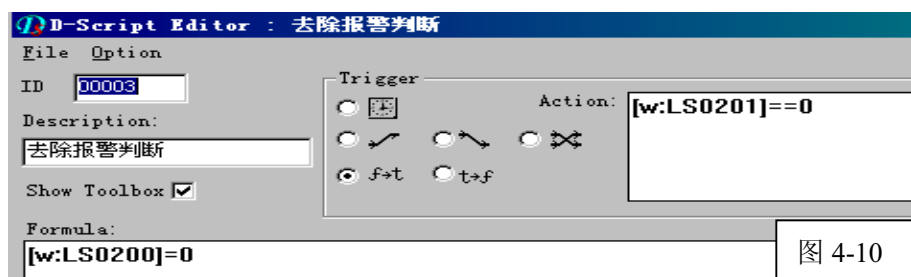 D-Script Editor : 去除报警判断
File Option
ID 00003
Description:
去除报警判断
Show Toolbox
Trigger
Action: [w:LS0201]==0
f→t t→f
Formula:
[w:LS0200]=0
图 4-10